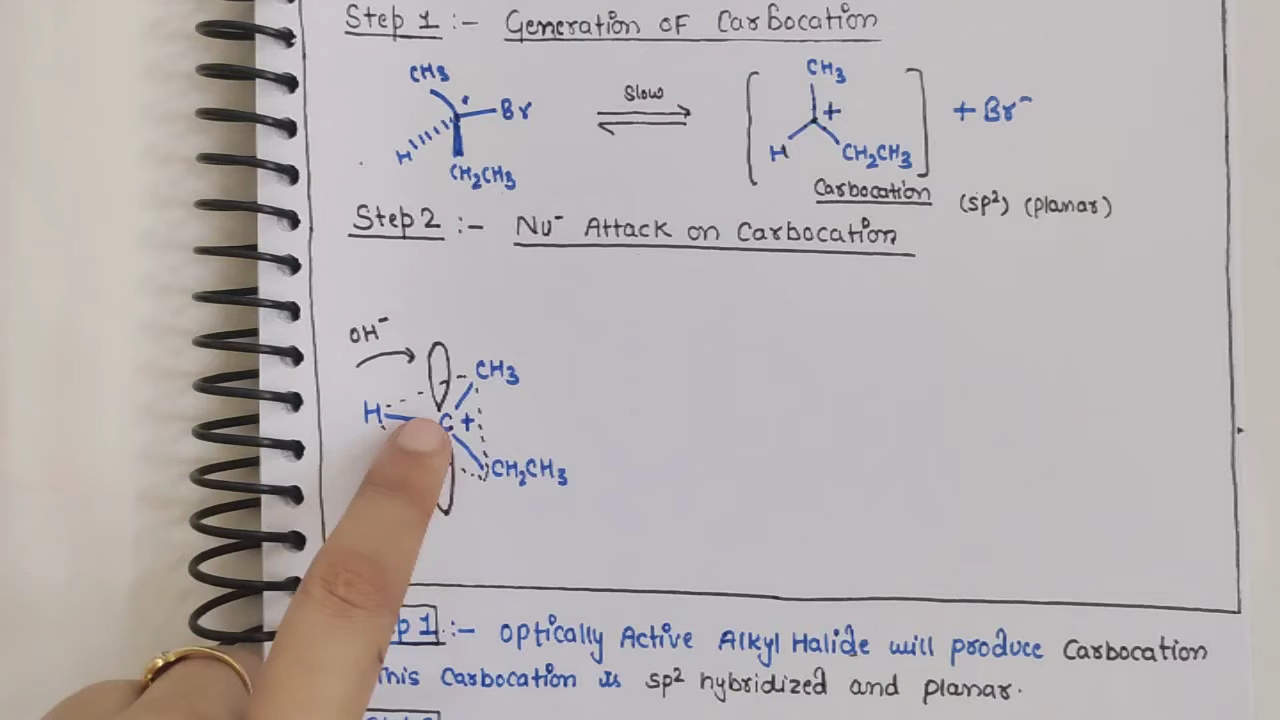 Step 1 :- Generation of Carbocation
CH3
Br
H
CH2CH3
Slow
CH3
+
H
CH2CH3
+ Br⁻
Carbocation (sp²) (planar)
Step 2 :- Nu⁻ Attack on Carbocation
OH⁻
CH3
H C +
CH2CH3
1 :- Optically Active Alkyl Halide will produce Carbocation
Carbocation is sp2 hybridized and planar.